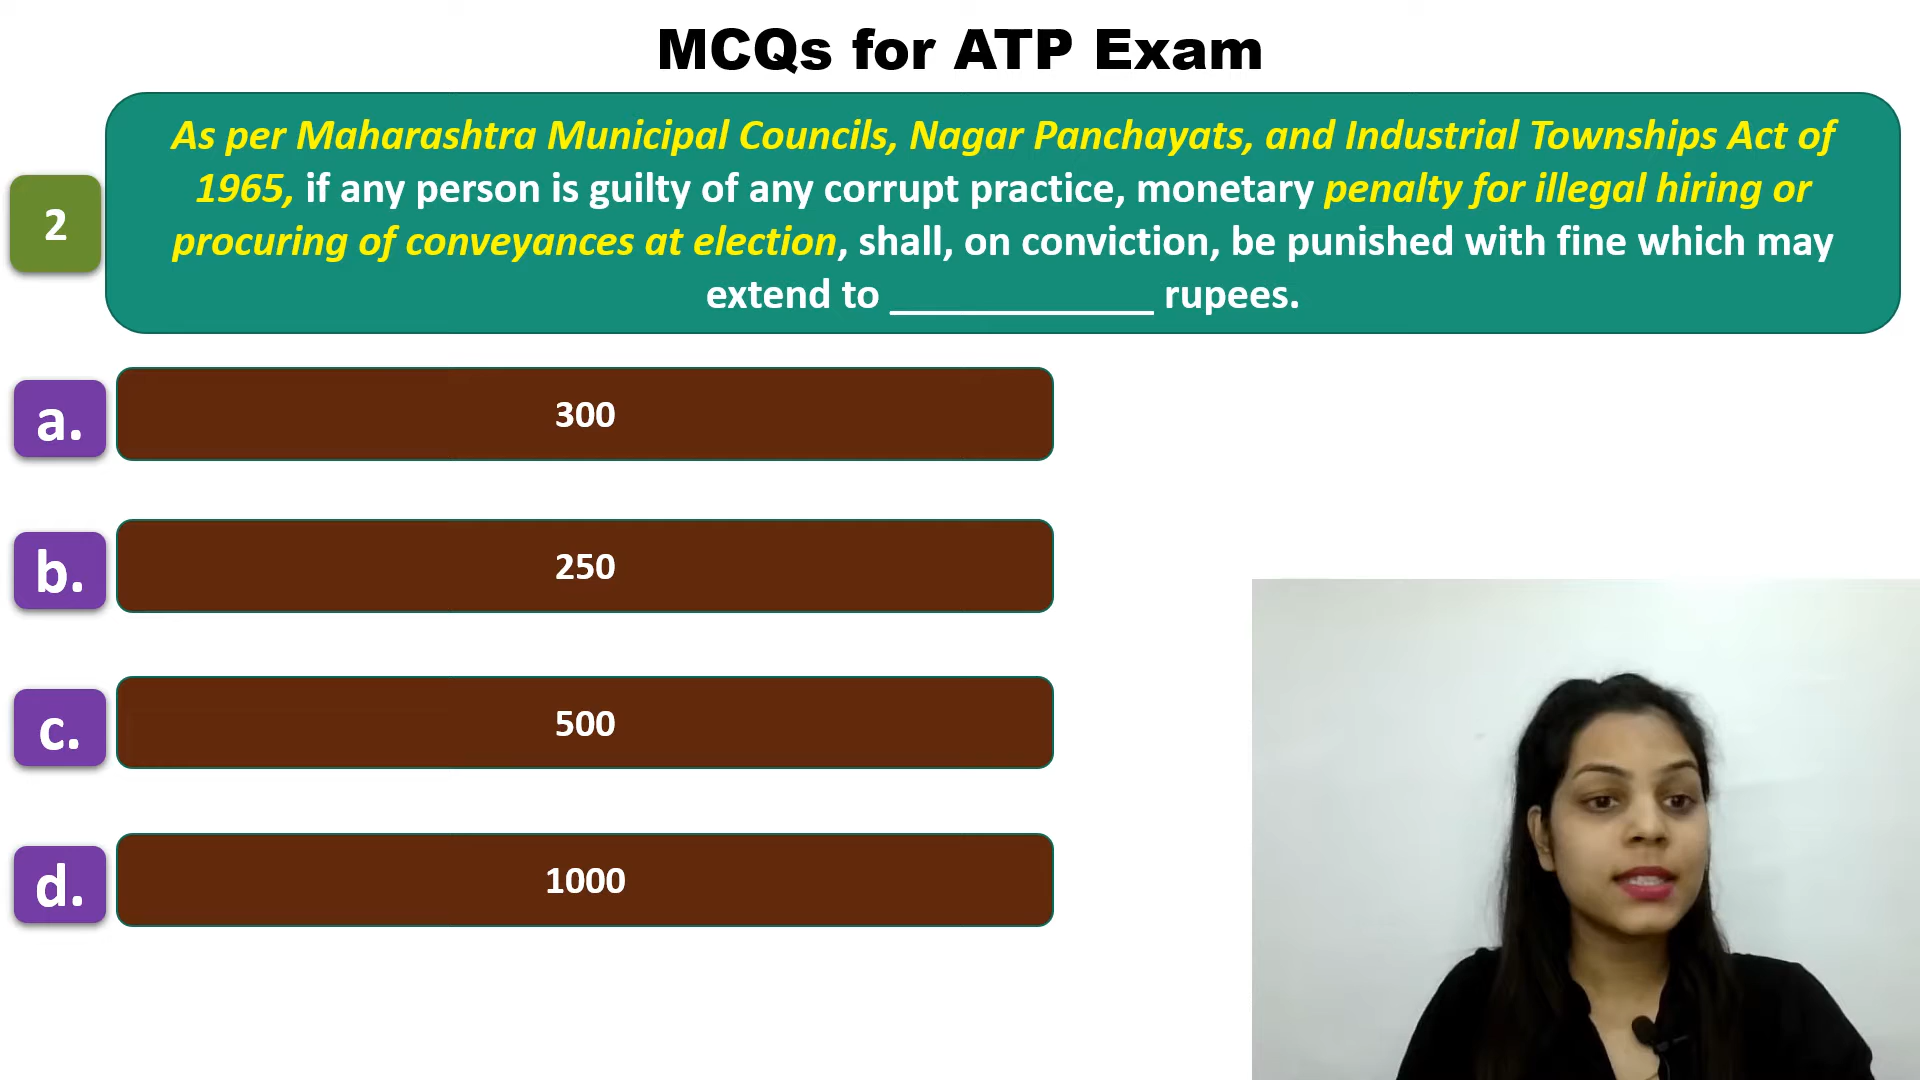 MCQs for ATP Exam
2
As per Maharashtra Municipal Councils, Nagar Panchayats, and Industrial Townships Act of
1965, if any person is guilty of any corrupt practice, monetary penalty for illegal hiring or
procuring of conveyances at election, shall, on conviction, be punished with fine which may
extend to ____________ rupees.
a. 300
b. 250
c. 500
d. 1000